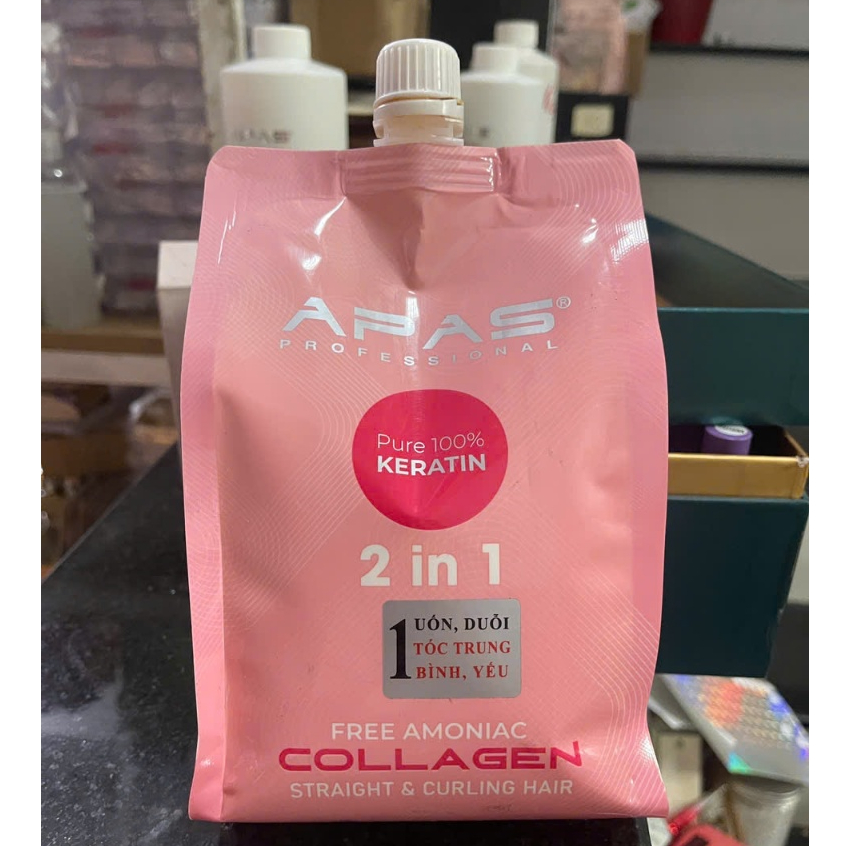 APAS
APAS®
PROFESSIONAL
Pure 100%
KERATIN
2 in 1
1
UỐN, DUỖI
TÓC TRUNG
BÌNH, YẾU
FREE AMONIAC
COLLAGEN
STRAIGHT & CURLING HAIR